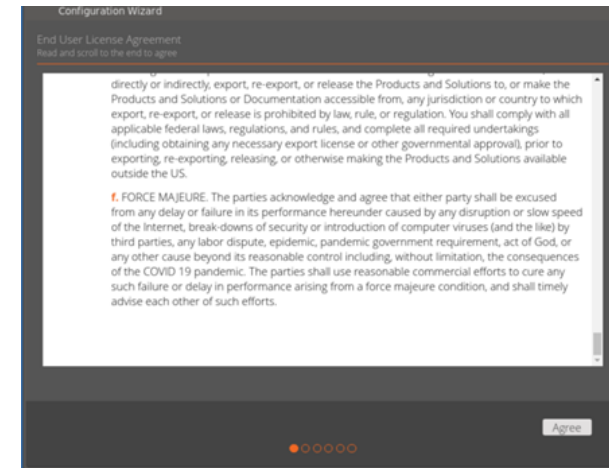 Configuration Wizard
End User License Agreement
Read and scroll to the end to agree
directly or indirectly, export, re-export, or release the Products and Solutions to, or make the
Products and Solutions or Documentation accessible from, any jurisdiction or country to which
export, re-export, or release is prohibited by law, rule, or regulation. You shall comply with all
applicable federal laws, regulations, and rules, and complete all required undertakings
(including obtaining any necessary export license or other governmental approval), prior to
exporting, re-exporting, releasing, or otherwise making the Products and Solutions available
outside the US.
f. FORCE MAJEURE. The parties acknowledge and agree that either party shall be excused
from any delay or failure in its performance hereunder caused by any disruption or slow speed
of the Internet, break-downs of security or introduction of computer viruses (and the like) by
third parties, any labor dispute, epidemic, pandemic government requirement, act of God, or
any other cause beyond its reasonable control including, without limitation, the consequences
of the COVID 19 pandemic. The parties shall use reasonable commercial efforts to cure any
such failure or delay in performance arising from a force majeure condition, and shall timely
advise each other of such efforts.
Agree